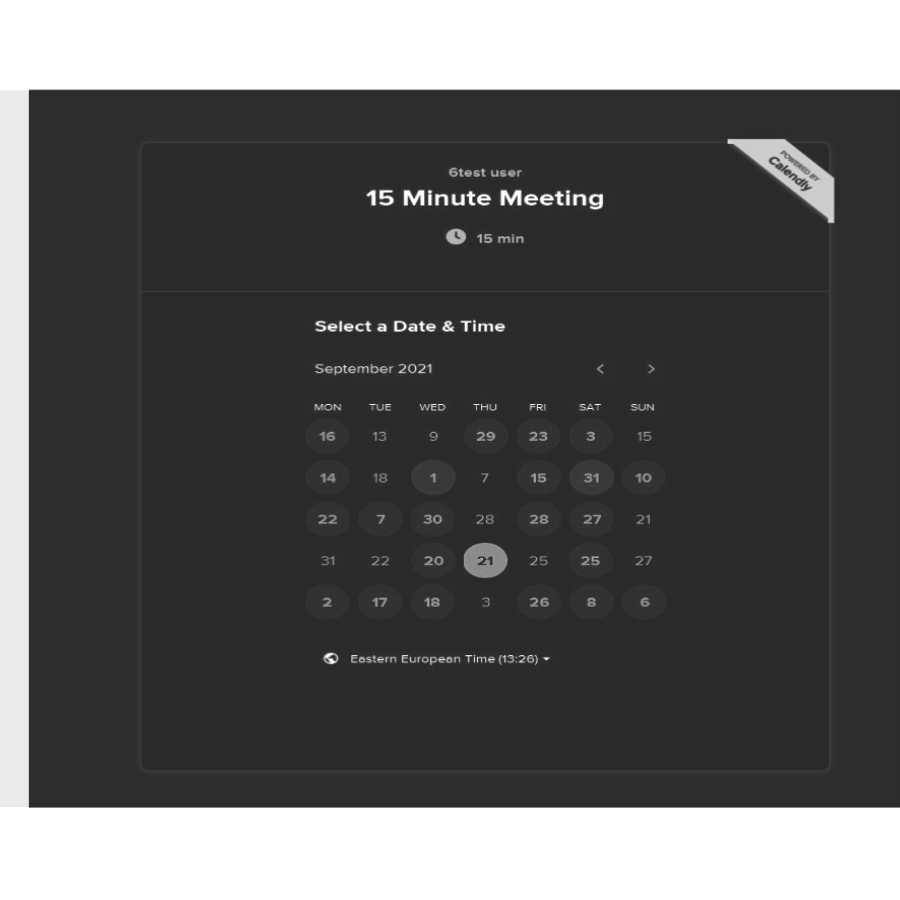 POWERED BY
Calendly
6test user
15 Minute Meeting
15 min
Select a Date & Time
September 2021
MON TUE WED THU FRI SAT SUN
16 13 9 29 23 3 15
14 18 1 7 15 31 10
22 7 30 28 28 27 21
31 22 20 21 25 25 27
2 17 18 3 26 8 6
Eastern European Time (13:26)